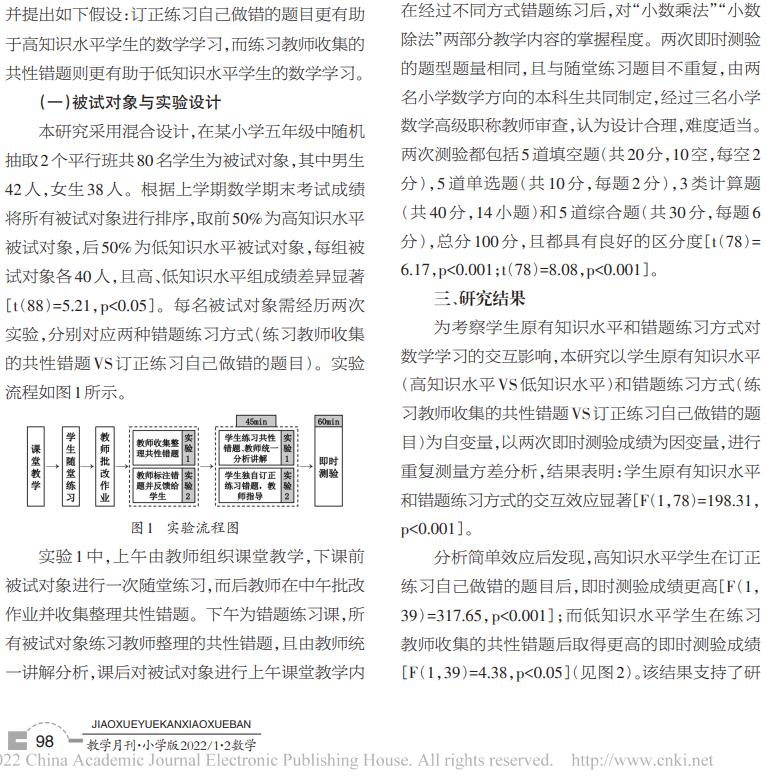 并提出如下假设:订正练习自己做错的题目更有助
于高知识水平学生的数学学习,而练习教师收集的
共性错题则更有助于低知识水平学生的数学学习。
(一)被试对象与实验设计
本研究采用混合设计,在某小学五年级中随机
抽取2个平行班共80名学生为被试对象,其中男生
42人,女生38人。根据上学期数学期末考试成绩
将所有被试对象进行排序,取前50%为高知识水平
被试对象,后50%为低知识水平被试对象,每组被
试对象各40人,且高、低知识水平组成绩差异显著
[t(88)=5.21,p<0.05]。每名被试对象需经历两次
实验,分别对应两种错题练习方式(练习教师收集
的共性错题VS订正练习自己做错的题目)。实验
流程如图1所示。
课堂教学
学生随堂练习
教师批改作业
教师收集整
理共性错题
实验1
教师标注错
题并反馈给
学生
实验2
45min
学生练习共性
错题、教师统一
分析讲解
实验1
学生独自订正
练习错题,教
师指导
实验2
60min
即时
测验
图1 实验流程图
实验1中,上午由教师组织课堂教学,下课前
被试对象进行一次随堂练习,而后教师在中午批改
作业并收集整理共性错题。下午为错题练习课,所
有被试对象练习教师整理的共性错题,且由教师统
一讲解分析,课后对被试对象进行上午课堂教学内
在经过不同方式错题练习后,对“小数乘法”“小数
除法”两部分教学内容的掌握程度。两次即时测验
的题型题量相同,且与随堂练习题目不重复,由两
名小学数学方向的本科生共同制定,经过三名小学
数学高级职称教师审查,认为设计合理,难度适当。
两次测验都包括5道填空题(共20分,10空,每空2
分),5道单选题(共10分,每题2分),3类计算题
(共40分,14小题)和5道综合题(共30分,每题6
分),总分100分,且都具有良好的区分度[t(78)=
6.17,p<0.001;t(78)=8.08,p<0.001]。
三、研究结果
为考察学生原有知识水平和错题练习方式对
数学学习的交互影响,本研究以学生原有知识水平
(高知识水平VS低知识水平)和错题练习方式(练
习教师收集的共性错题VS订正练习自己做错的题
目)为自变量,以两次即时测验成绩为因变量,进行
重复测量方差分析,结果表明:学生原有知识水平
和错题练习方式的交互效应显著[F(1,78)=198.31,
p<0.001]。
分析简单效应后发现,高知识水平学生在订正
练习自己做错的题目后,即时测验成绩更高[F(1,
39)=317.65,p<0.001];而低知识水平学生在练习
教师收集的共性错题后取得更高的即时测验成绩
[F(1,39)=4.38,p<0.05](见图2)。该结果支持了研
JIAOXUEYUEKANXIAOXUEBAN
98 教学月刊·小学版2022/1·2数学
022 China Academic Journal Electronic Publishing House. All rights reserved. http://www.cnki.net